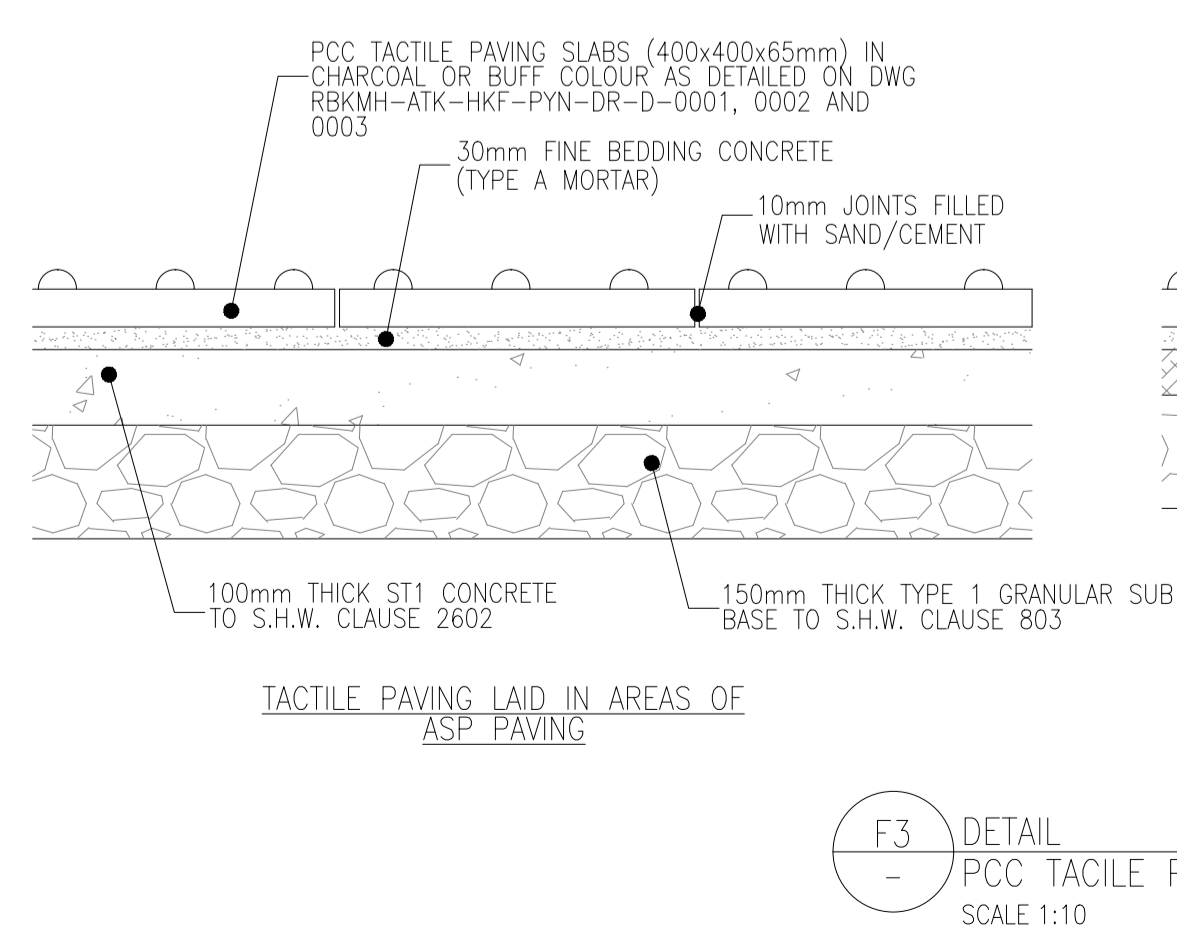 PCC TACTILE PAVING SLABS (400x400x65mm) IN
CHARCOAL OR BUFF COLOUR AS DETAILED ON DWG
RBKMH-ATK-HKF-PYN-DR-D-0001, 0002 AND
0003
30mm FINE BEDDING CONCRETE
(TYPE A MORTAR)
10mm JOINTS FILLED
WITH SAND/CEMENT
100mm THICK ST1 CONCRETE
TO S.H.W. CLAUSE 2602
150mm THICK TYPE 1 GRANULAR SUB
BASE TO S.H.W. CLAUSE 803
TACTILE PAVING LAID IN AREAS OF
ASP PAVING
F3
-
DETAIL
PCC TACILE
SCALE 1:10